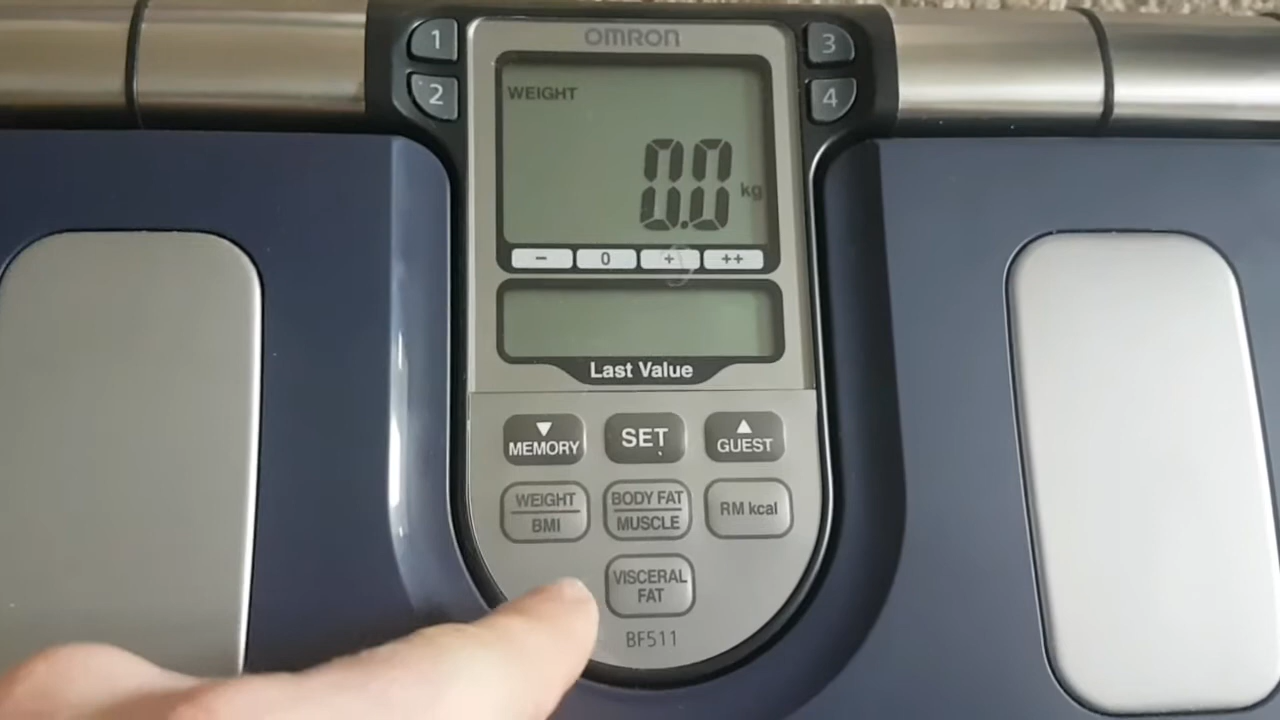 OMRON
1
2
3
4
WEIGHT
0.0 kg
− 0 + ++
Last Value
▼ MEMORY
SET
▲ GUEST
WEIGHT
BMI
BODY FAT
MUSCLE
RM kcal
VISCERAL
FAT
BF511